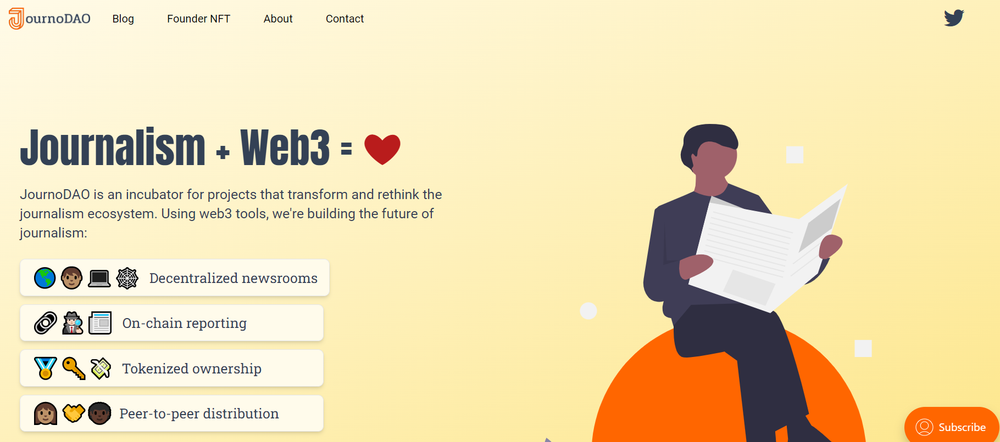 JournoDAO Blog Founder NFT About Contact
Journalism + Web3 =
JournoDAO is an incubator for projects that transform and rethink the
journalism ecosystem. Using web3 tools, we're building the future of
journalism:
Decentralized newsrooms
On-chain reporting
Tokenized ownership
Peer-to-peer distribution
Subscribe